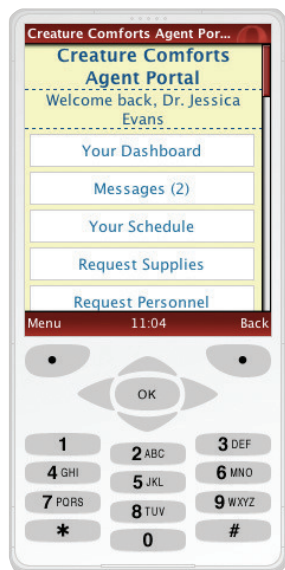 Creature Comforts Agent Por...
Creature Comforts
Agent Portal
Welcome back, Dr. Jessica
Evans
Your Dashboard
Messages (2)
Your Schedule
Request Supplies
Request Personnel
Menu 11:04 Back
OK
1 2 ABC 3 DEF
4 GHI 5 JKL 6 MNO
7 PQRS 8 TUV 9 WXYZ
* 0 #